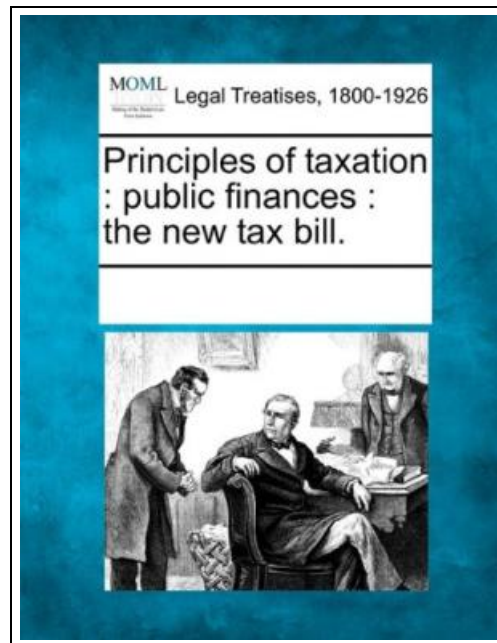 MOML
Legal Treatises, 1800-1926
Principles of taxation
: public finances :
the new tax bill.